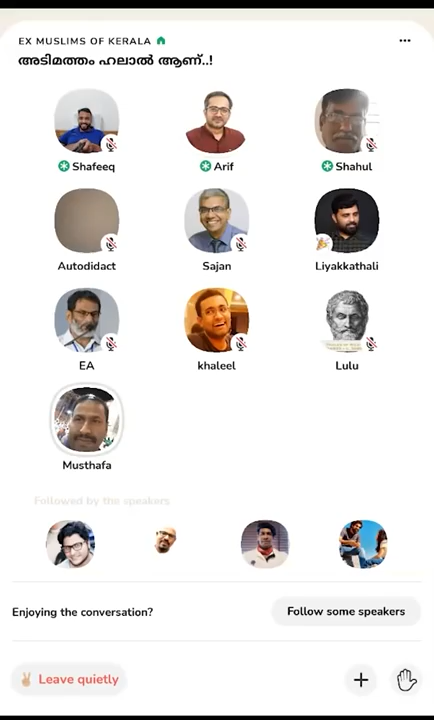 EX MUSLIMS OF KERALA
അടിമത്തം ഹലാൽ ആണ്..!
Shafeeq Arif Shahul
Autodidact Sajan Liyakkathali
EA khaleel Lulu
Musthafa
Followed by the speakers
Enjoying the conversation? Follow some speakers
Leave quietly